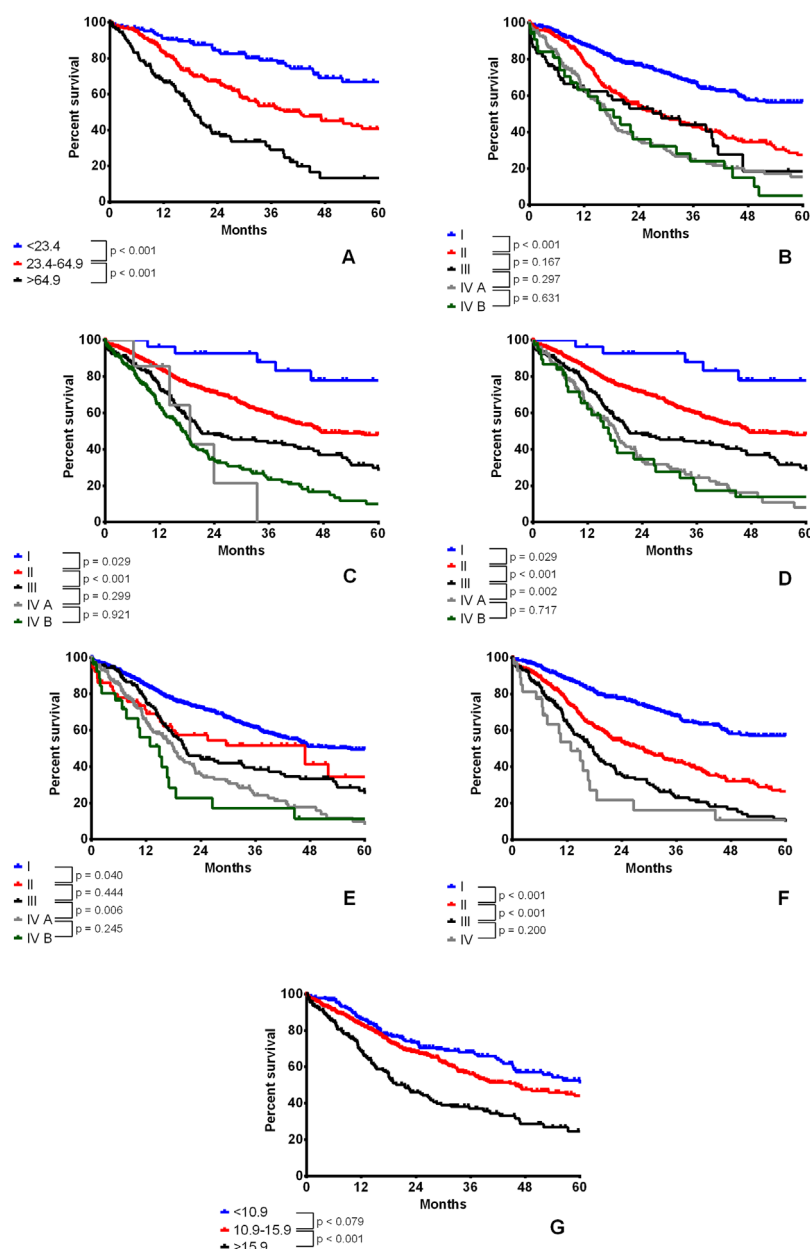 100
80
60
40
20
0
Percent survival
0 12 24 36 48 60
Months
<23.4
23.4-64.9
>64.9
p < 0.001
p < 0.001
A
100
80
60
40
20
0
Percent survival
0 12 24 36 48 60
Months
I
II
III
IV A
IV B
p < 0.001
p = 0.167
p = 0.297
p = 0.631
B
100
80
60
40
20
0
Percent survival
0 12 24 36 48 60
Months
I
II
III
IV A
IV B
p = 0.029
p < 0.001
p = 0.299
p = 0.921
C
100
80
60
40
20
0
Percent survival
0 12 24 36 48 60
Months
I
II
III
IV A
IV B
p = 0.029
p < 0.001
p = 0.002
p = 0.717
D
100
80
60
40
20
0
Percent survival
0 12 24 36 48 60
Months
I
II
III
IV A
IV B
p = 0.040
p = 0.444
p = 0.006
p = 0.245
E
100
80
60
40
20
0
Percent survival
0 12 24 36 48 60
Months
I
II
III
IV
p < 0.001
p < 0.001
p = 0.200
F
100
80
60
40
20
0
Percent survival
0 12 24 36 48 60
Months
<10.9
10.9-15.9
>15.9
p < 0.079
p < 0.001
G